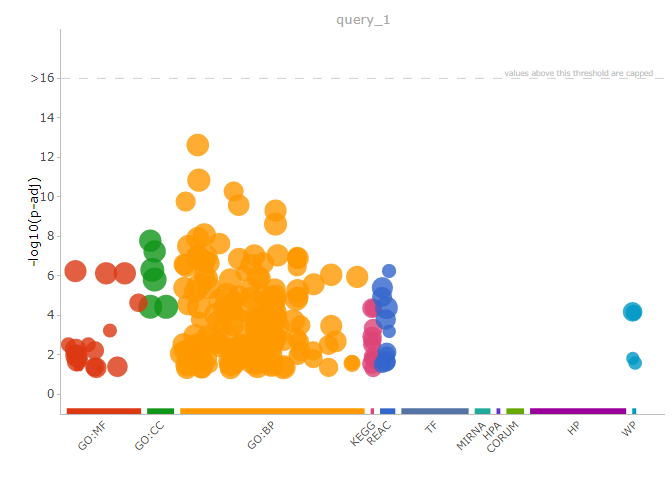 query_1
values above this threshold are capped
-log10(p-adj)
>16
14
12
10
8
6
4
2
0
GO:MF
GO:CC
GO:BP
KEGG
REAC
TF
MIRNA
HPA
CORUM
HP
WP